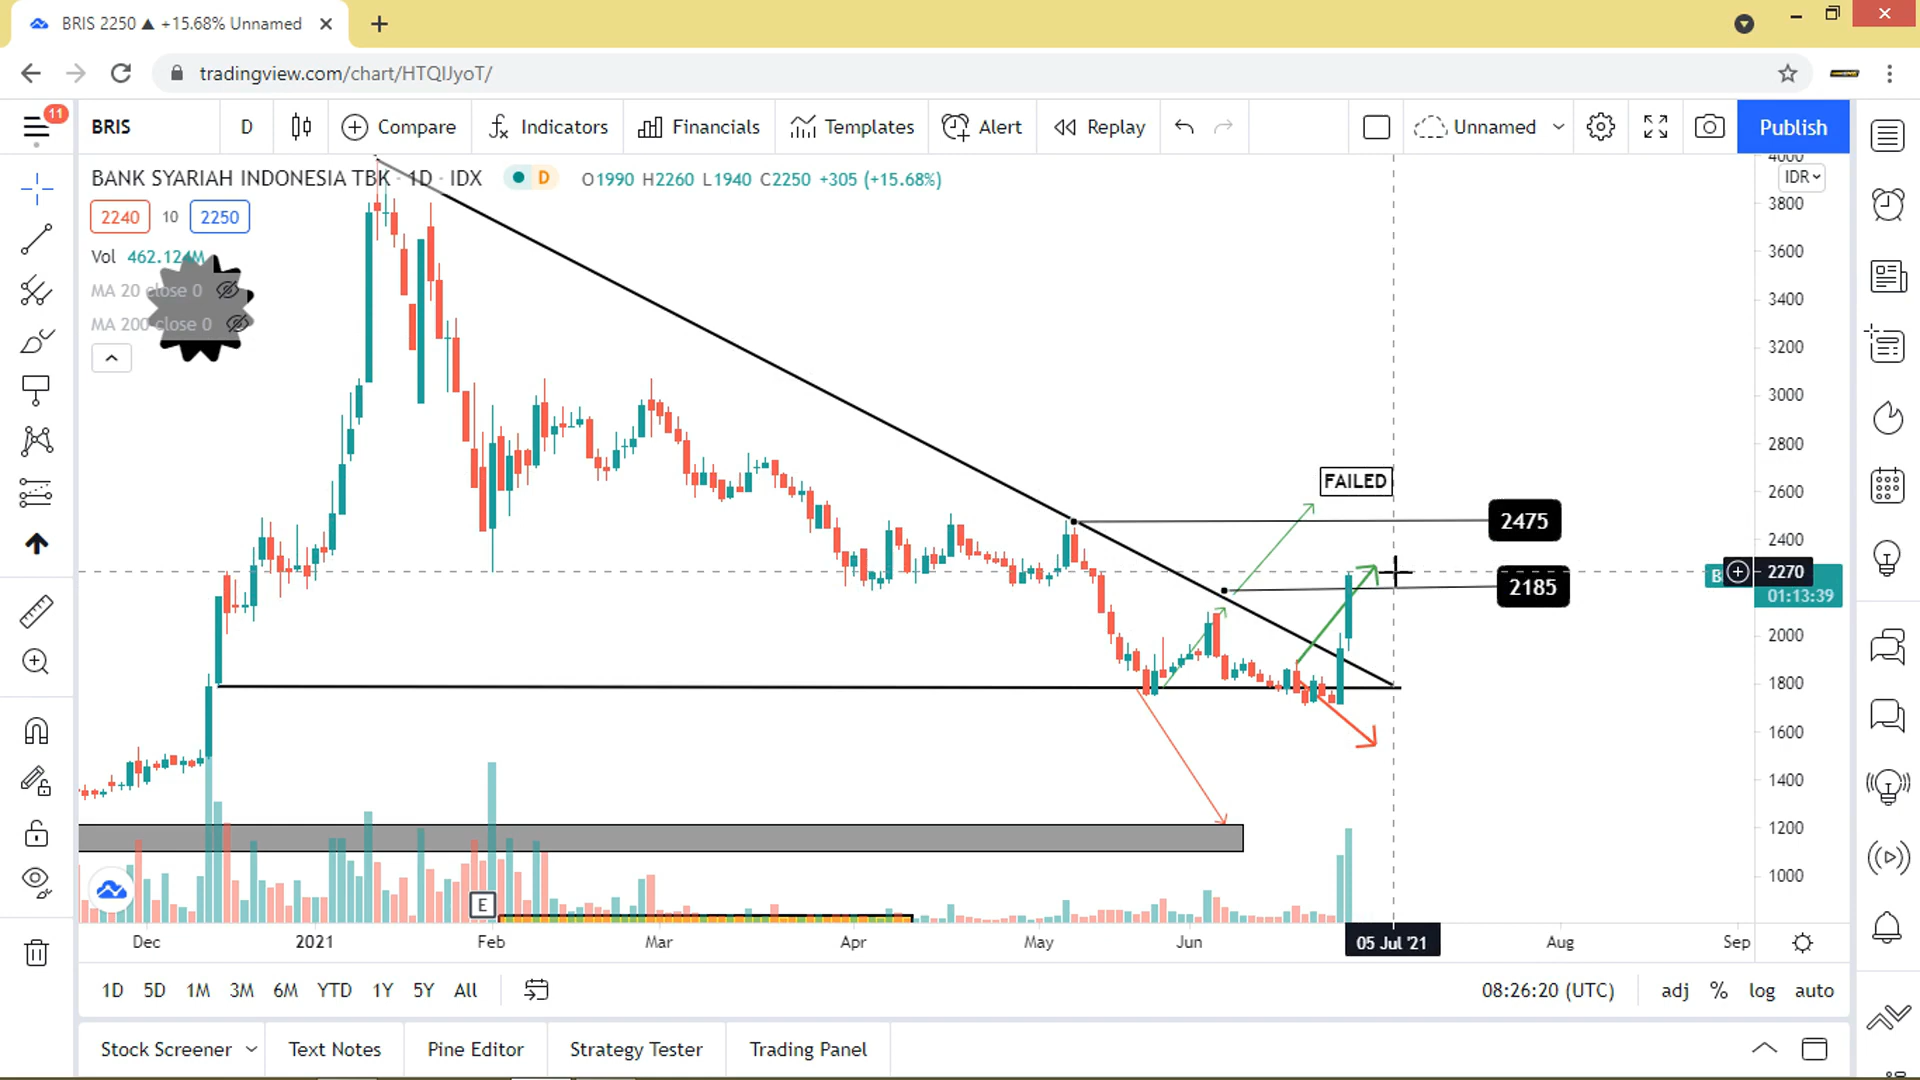 BRIS 2250 ▲ +15.68% Unnamed
tradingview.com/chart/HTQIJyoT/
11
BRIS D Compare Indicators Financials Templates Alert Replay Unnamed Publish
BANK SYARIAH INDONESIA TBK · 1D · IDX D O1990 H2260 L1940 C2250 +305 (+15.68%)
IDR
2240 10 2250
Vol 462.124M
MA 20 close 0
MA 200 close 0
4000
3800
3600
3400
3200
3000
2800
2600
2400
2270
01:13:39
2000
1800
1600
1400
1200
1000
FAILED
2475
2185
E
Dec 2021 Feb Mar Apr May Jun 05 Jul '21 Aug Sep
1D 5D 1M 3M 6M YTD 1Y 5Y All 08:26:20 (UTC) adj % log auto
Stock Screener Text Notes Pine Editor Strategy Tester Trading Panel